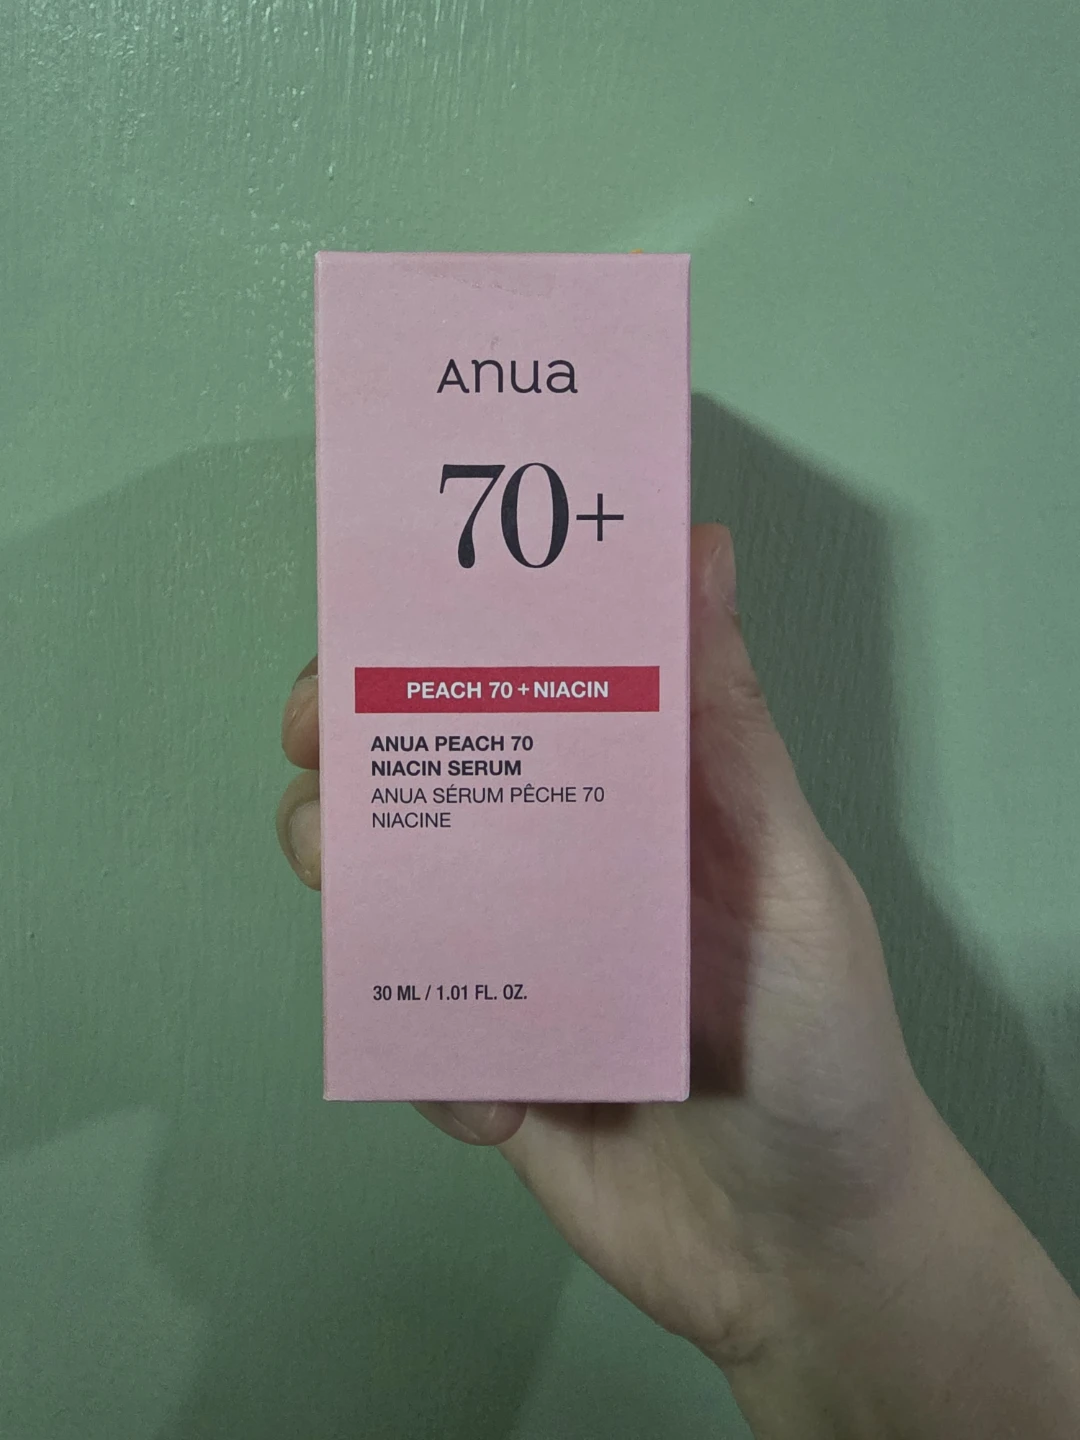 Anua
70+
PEACH 70 + NIACIN
ANUA PEACH 70
NIACIN SERUM
ANUA SÉRUM PÊCHE 70
NIACINE
30 ML / 1.01 FL. OZ.